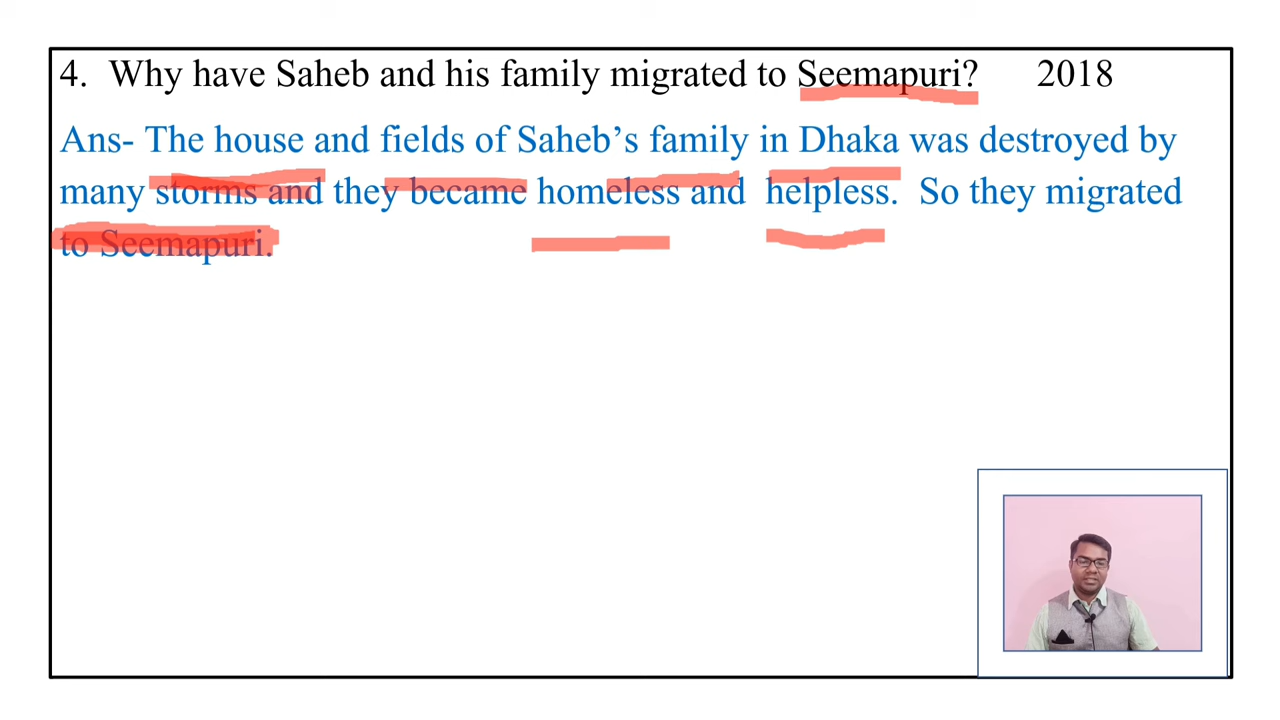 4. Why have Saheb and his family migrated to Seemapuri? 2018
Ans- The house and fields of Saheb’s family in Dhaka was destroyed by
many storms and they became homeless and helpless. So they migrated
to Seemapuri.